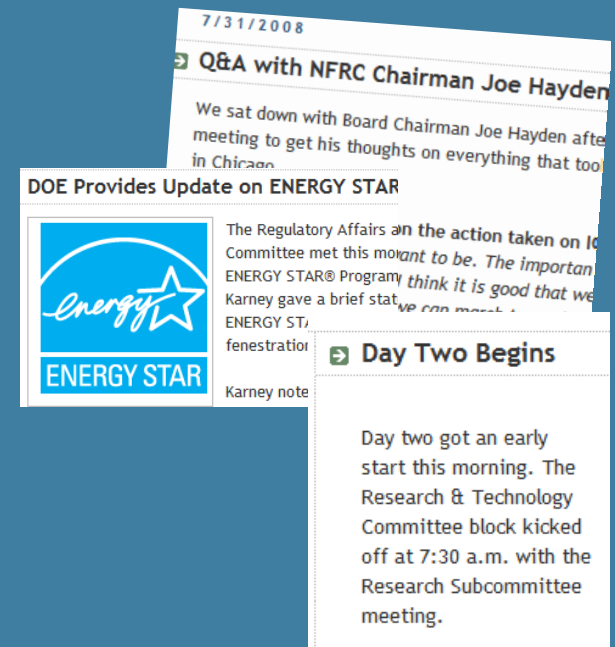 7/31/2008
Q&A with NFRC Chairman Joe Hayden
We sat down with Board Chairman Joe Hayden afte
meeting to get his thoughts on everything that too
in Chicago
on the action taken on
ant to be. The importan
think it is good that we
we can march
DOE Provides Update on ENERGY STAR
energy
ENERGY STAR
The Regulatory Affairs a
Committee met this mor
ENERGY STAR® Program
Karney gave a brief stat
ENERGY STA
fenestration
Karney note
Day Two Begins
Day two got an early
start this morning. The
Research & Technology
Committee block kicked
off at 7:30 a.m. with the
Research Subcommittee
meeting.